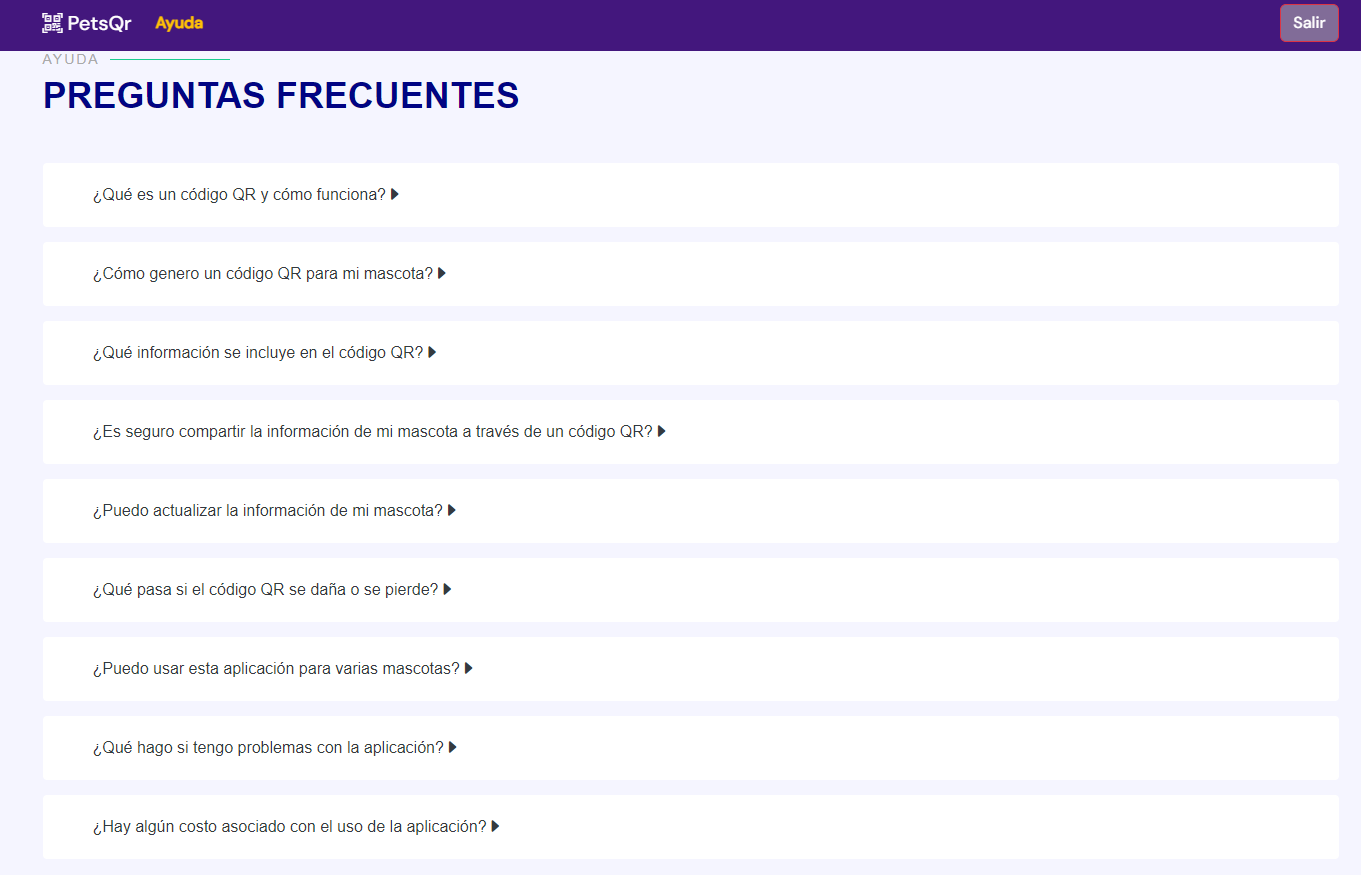 PetsQr Ayuda Salir
AYUDA
PREGUNTAS FRECUENTES
¿Qué es un código QR y cómo funciona?
¿Cómo genero un código QR para mi mascota?
¿Qué información se incluye en el código QR?
¿Es seguro compartir la información de mi mascota a través de un código QR?
¿Puedo actualizar la información de mi mascota?
¿Qué pasa si el código QR se daña o se pierde?
¿Puedo usar esta aplicación para varias mascotas?
¿Qué hago si tengo problemas con la aplicación?
¿Hay algún costo asociado con el uso de la aplicación?